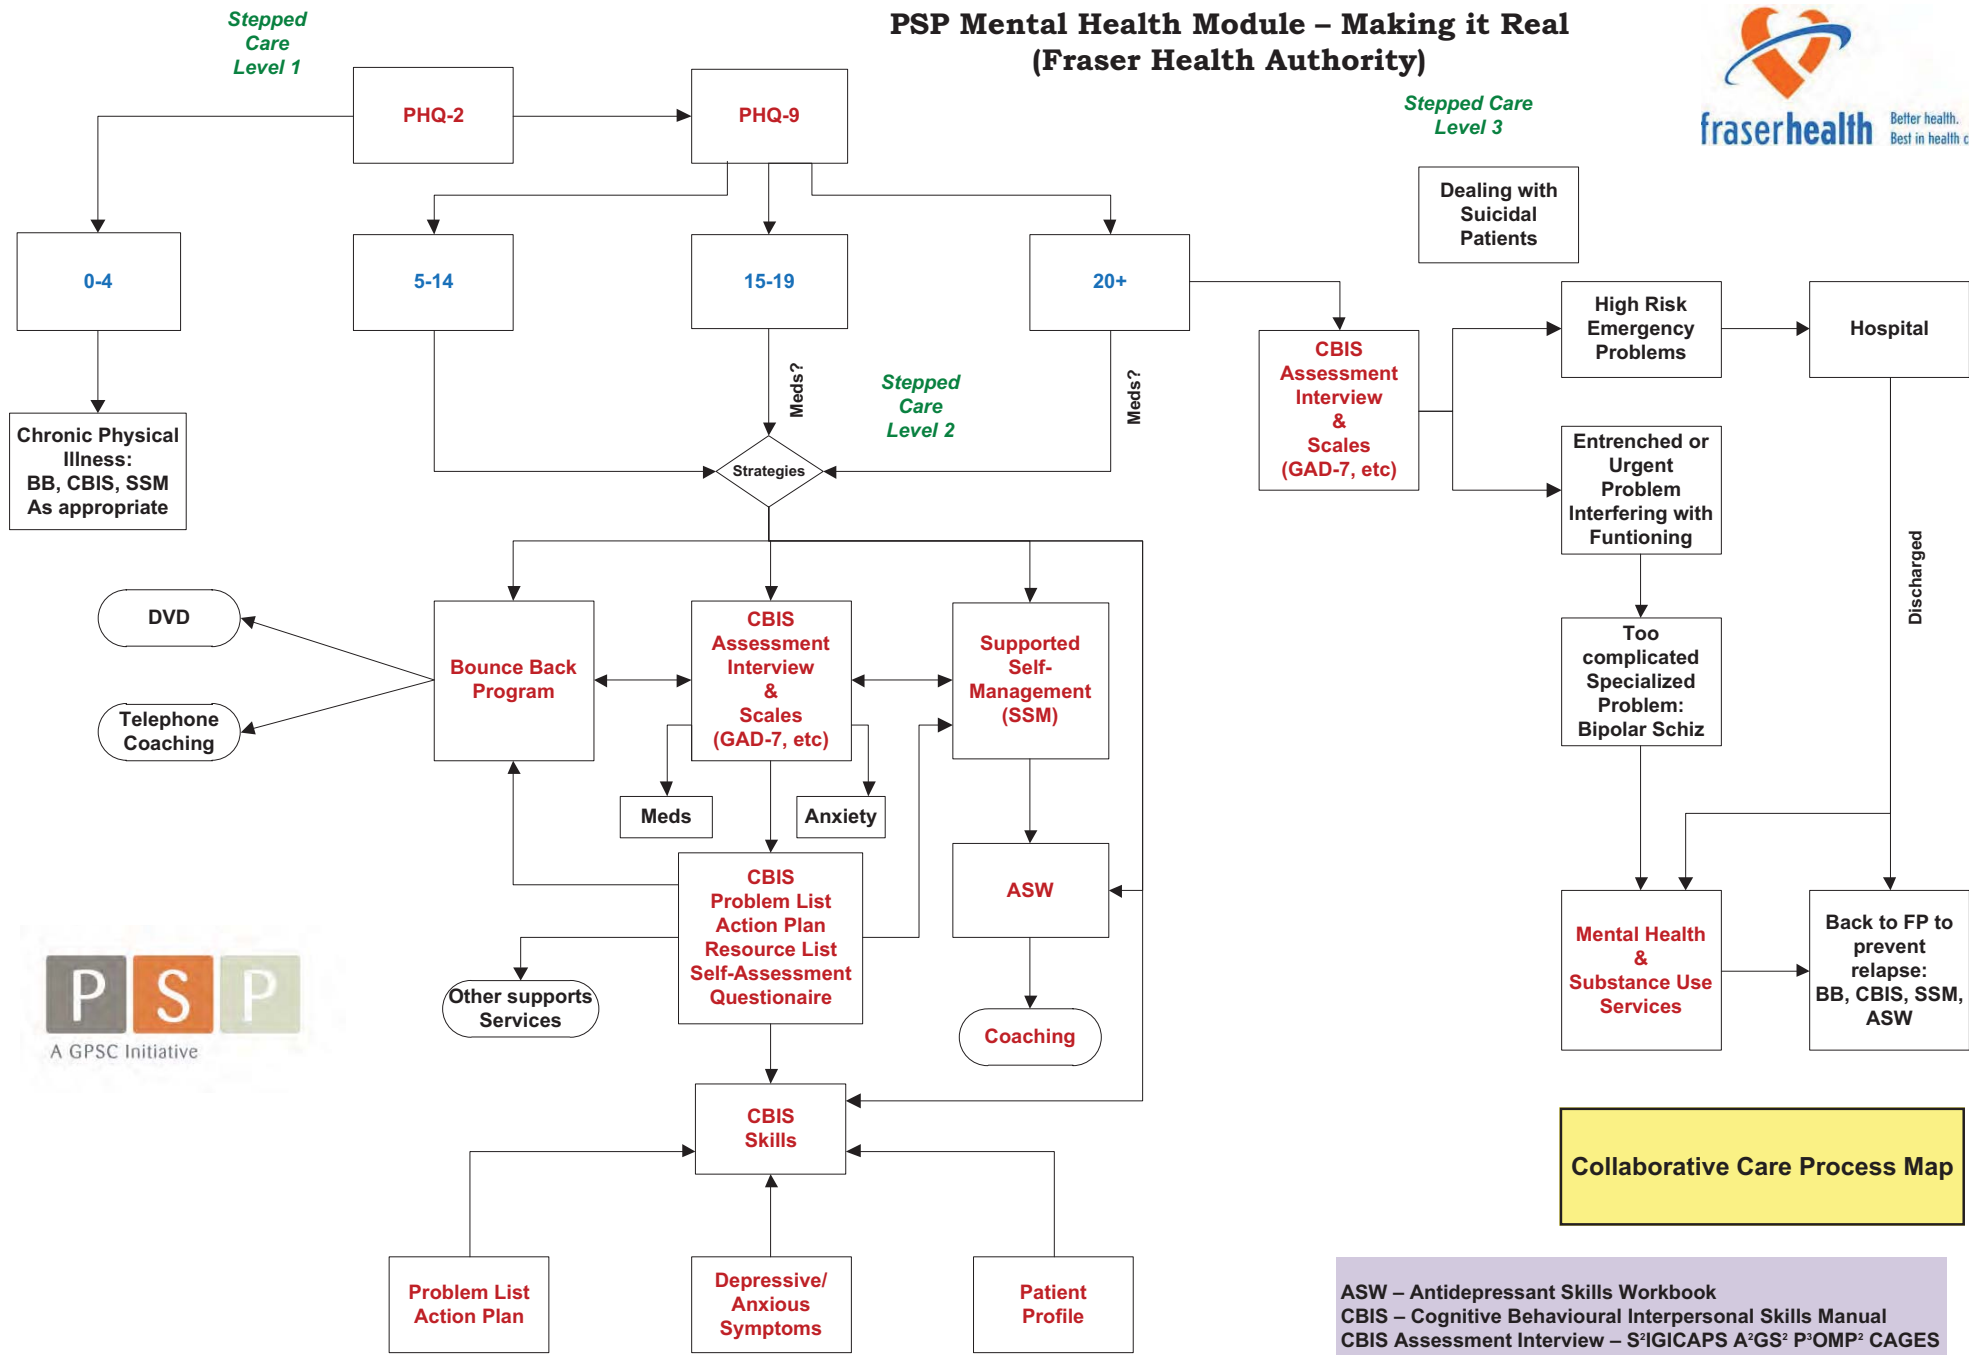 PSP Mental Health Module – Making it Real
(Fraser Health Authority)
Stepped
Care
Level 1
fraserhealth
Better health.
Best in health c
PHQ-2
PHQ-9
Stepped Care
Level 3
Dealing with
Suicidal
Patients
0-4
5-14
15-19
20+
High Risk
Emergency
Problems
Hospital
CBIS
Assessment
Interview
&
Scales
(GAD-7, etc)
Meds?
Stepped
Care
Level 2
Meds?
Chronic Physical
Illness:
BB, CBIS, SSM
As appropriate
Strategies
Entrenched or
Urgent
Problem
Interfering with
Funtioning
Discharged
DVD
Telephone
Coaching
Bounce Back
Program
CBIS
Assessment
Interview
&
Scales
(GAD-7, etc)
Supported
Self-
Management
(SSM)
Too
complicated
Specialized
Problem:
Bipolar Schiz
Meds
Anxiety
CBIS
Problem List
Action Plan
Resource List
Self-Assessment
Questionaire
ASW
Other supports
Services
Coaching
Mental Health
&
Substance Use
Services
Back to FP to
prevent
relapse:
BB, CBIS, SSM,
ASW
P S P
A GPSC Initiative
CBIS
Skills
Collaborative Care Process Map
Problem List
Action Plan
Depressive/
Anxious
Symptoms
Patient
Profile
ASW – Antidepressant Skills Workbook
CBIS – Cognitive Behavioural Interpersonal Skills Manual
CBIS Assessment Interview – S²IGICAPS A²GS² P³OMP² CAGES